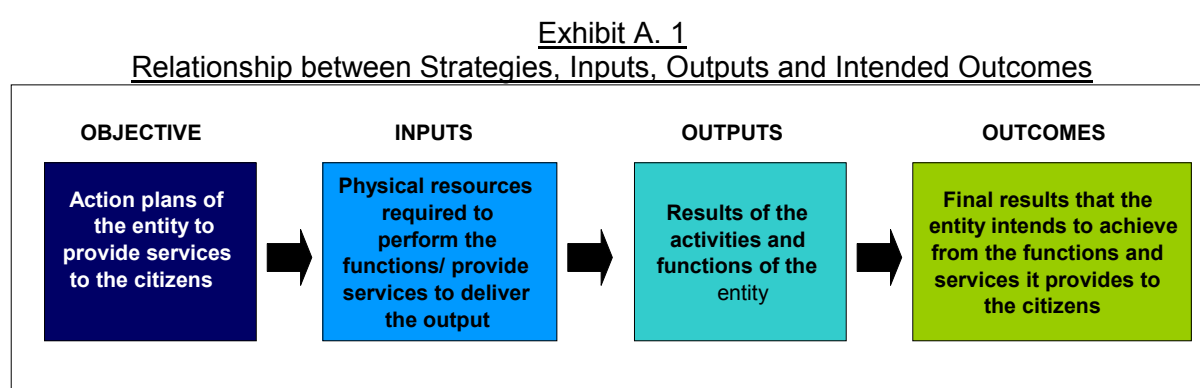 Exhibit A. 1
Relationship between Strategies, Inputs, Outputs and Intended Outcomes
OBJECTIVE
Action plans of
the entity to
provide services
to the citizens
INPUTS
Physical resources
required to
perform the
functions/ provide
services to deliver
the output
OUTPUTS
Results of the
activities and
functions of the
entity
OUTCOMES
Final results that the
entity intends to achieve
from the functions and
services it provides to
the citizens